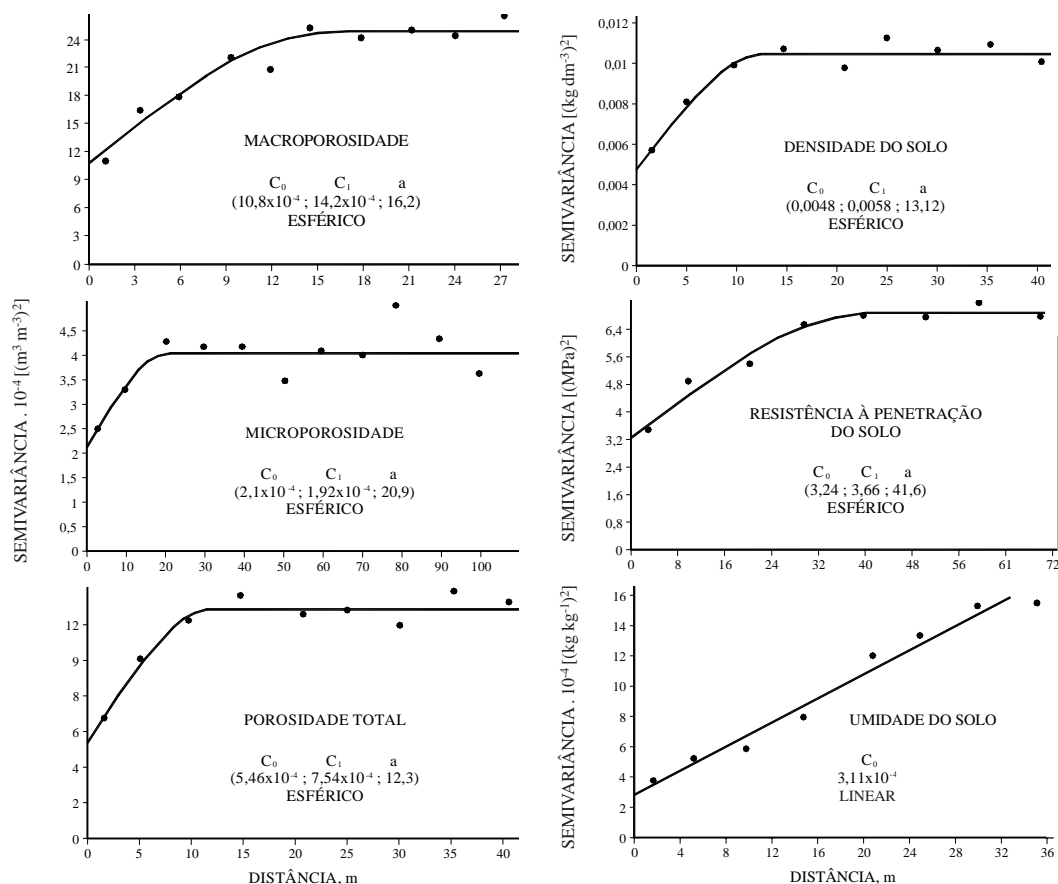 SEMIVARIÂNCIA . 10⁻⁴ [(m³ m⁻³)²]
24
21
18
15
12
9
6
3
0
MACROPOROSIDADE
C₀ C₁ a
(10,8x10⁻⁴ ; 14,2x10⁻⁴ ; 16,2)
ESFÉRICO
0 3 6 9 12 15 18 21 24 27
4,5
4
3,5
3
2,5
2
1,5
1
0,5
0
MICROPOROSIDADE
C₀ C₁ a
(2,1x10⁻⁴ ; 1,92x10⁻⁴ ; 20,9)
ESFÉRICO
0 10 20 30 40 50 60 70 80 90 100
12
9
8
6
4
2
0
POROSIDADE TOTAL
C₀ C₁ a
(5,46x10⁻⁴ ; 7,54x10⁻⁴ ; 12,3)
ESFÉRICO
0 5 10 15 20 25 30 35 40
DISTÂNCIA, m
SEMIVARIÂNCIA [(kg dm⁻³)²]
0,012
0,01
0,008
0,006
0,004
0,002
0
DENSIDADE DO SOLO
C₀ C₁ a
(0,0048 ; 0,0058 ; 13,12)
ESFÉRICO
0 5 10 15 20 25 30 35 40
SEMIVARIÂNCIA [(MPa)²]
6,4
5,6
4,8
4
3,2
2,4
1,6
0,8
0
RESISTÊNCIA À PENETRAÇÃO
DO SOLO
C₀ C₁ a
(3,24 ; 3,66 ; 41,6)
ESFÉRICO
0 8 16 24 32 40 48 56 64 72
SEMIVARIÂNCIA . 10⁻⁴ [(kg kg⁻¹)²]
16
14
12
10
8
6
4
2
0
UMIDADE DO SOLO
C₀
3,11x10⁻⁴
LINEAR
0 4 8 12 16 20 24 28 32 36
DISTÂNCIA, m